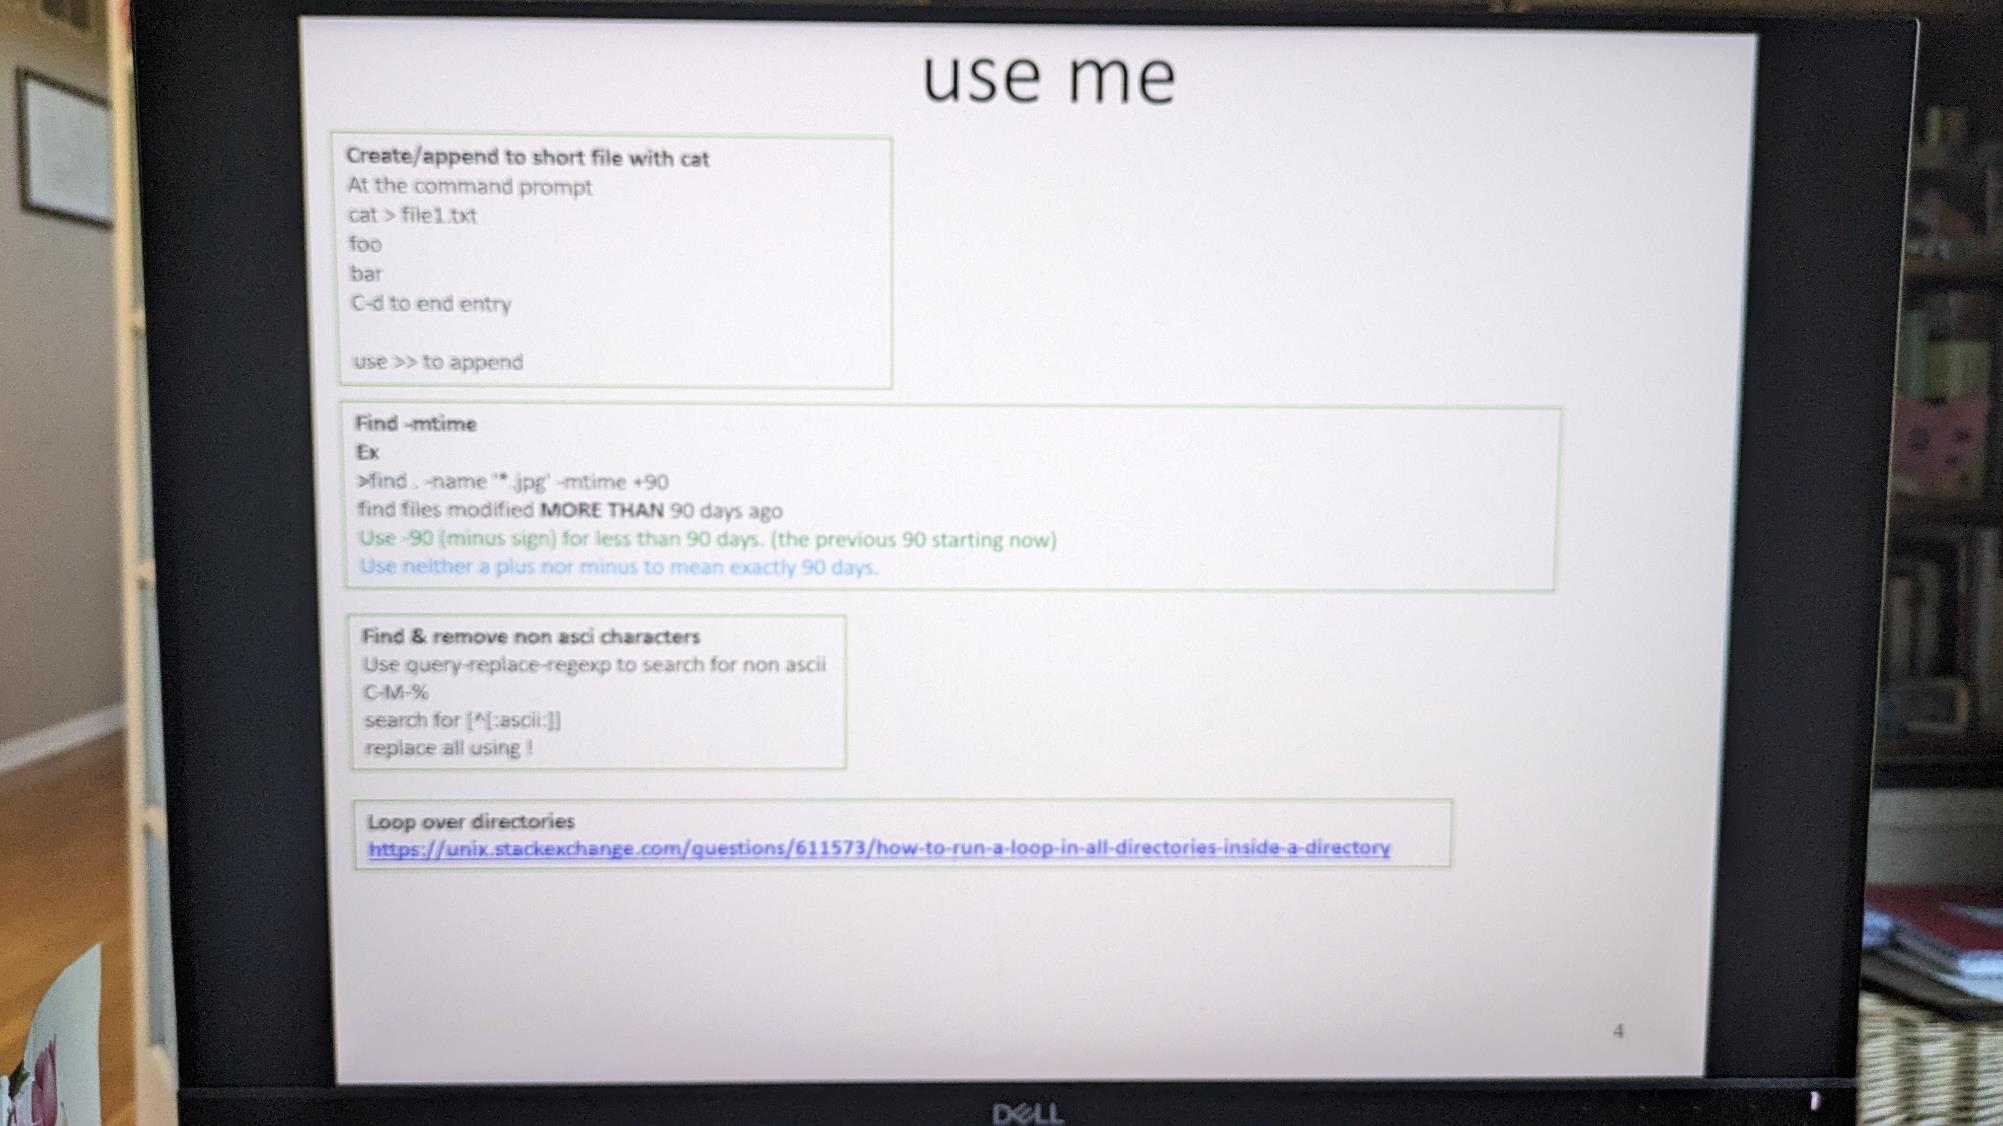 use me
Create/append to short file with cat
At the command prompt
cat > file1.txt
foo
bar
C-d to end entry
use >> to append
Find -mtime
Ex
>find . -name '*.jpg' -mtime +90
find files modified MORE THAN 90 days ago
Use -90 (minus sign) for less than 90 days. (the previous 90 starting now)
Use neither a plus nor minus to mean exactly 90 days.
Find & remove non asci characters
Use query-replace-regexp to search for non ascii
C-M-%
search for [^[:ascii:]]
replace all using !
Loop over directories
https://unix.stackexchange.com/questions/611573/how-to-run-a-loop-in-all-directories-inside-a-directory
4
DELL